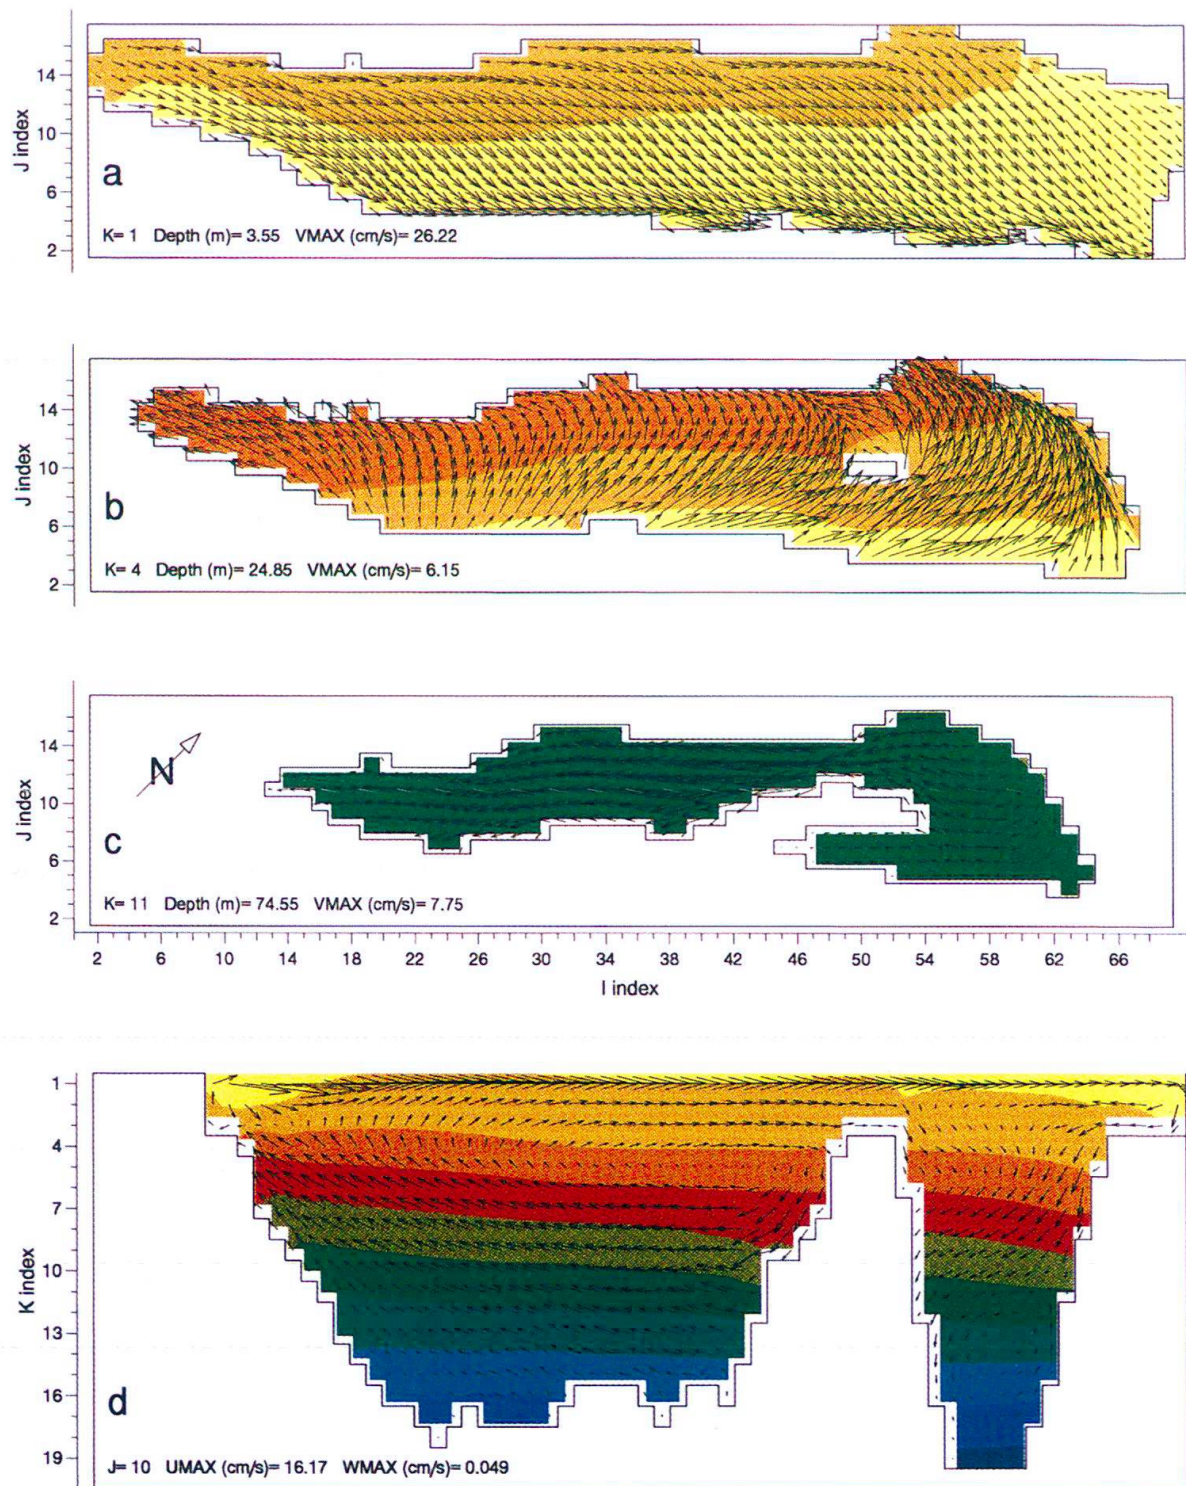 14
10
6
2
J index
a
K= 1 Depth (m)= 3.55 VMAX (cm/s)= 26.22
14
10
6
2
J index
b
K= 4 Depth (m)= 24.85 VMAX (cm/s)= 6.15
14
10
6
2
J index
N
c
K= 11 Depth (m)= 74.55 VMAX (cm/s)= 7.75
2 6 10 14 18 22 26 30 34 38 42 46 50 54 58 62 66
I index
1
4
7
10
13
16
19
K index
d
J= 10 UMAX (cm/s)= 16.17 WMAX (cm/s)= 0.049